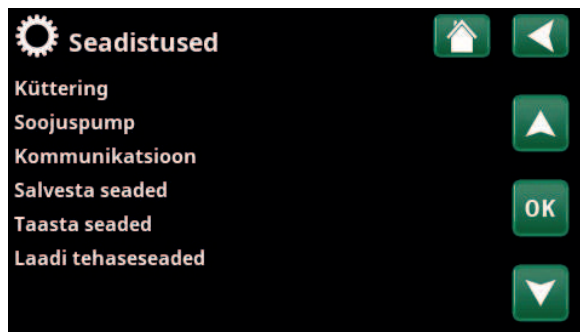 Seadistused
Küttering
Soojuspump
Kommunikatsioon
Salvesta seaded
Taasta seaded
OK
Laadi tehaseseaded